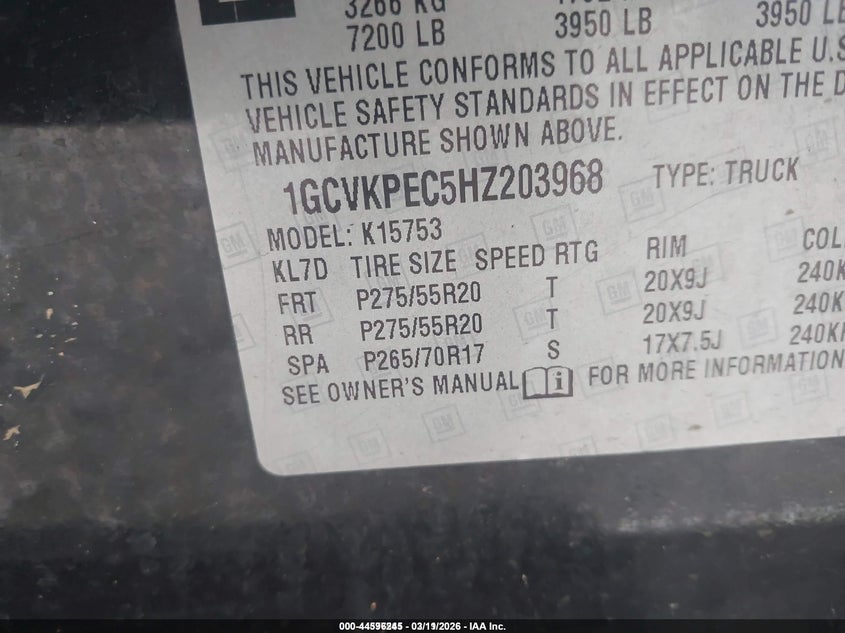 3266 KG
7200 LB 3950 LB 3950 LB
THIS VEHICLE CONFORMS TO ALL APPLICABLE U.S
VEHICLE SAFETY STANDARDS IN EFFECT ON THE D
MANUFACTURE SHOWN ABOVE.
1GCVKPEC5HZ203968 TYPE: TRUCK
MODEL: K15753
KL7D TIRE SIZE SPEED RTG RIM COL
FRT P275/55R20 T 20X9J 240K
RR P275/55R20 T 20X9J 240K
SPA P265/70R17 S 17X7.5J 240K
SEE OWNER'S MANUAL FOR MORE INFORMATION
03/11/2026 - IAA Inc.